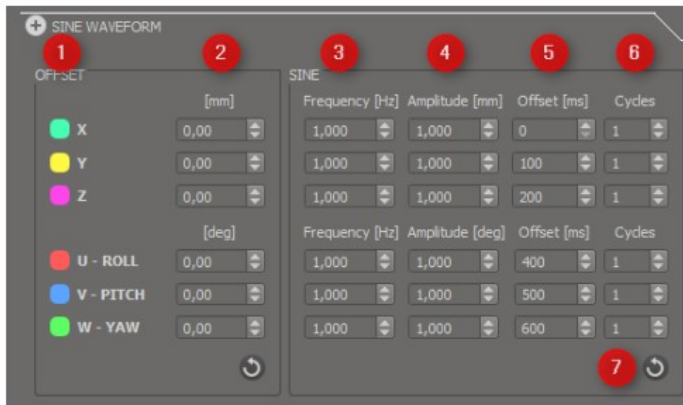 SINE WAVEFORM
1 2 3 4 5 6
OFFSET SINE
[mm] Frequency [Hz] Amplitude [mm] Offset [ms] Cycles
X 0,00 1,000 1,000 0 1
Y 0,00 1,000 1,000 100 1
Z 0,00 1,000 1,000 200 1
[deg] Frequency [Hz] Amplitude [deg] Offset [ms] Cycles
U - ROLL 0,00 1,000 1,000 400 1
V - PITCH 0,00 1,000 1,000 500 1
W - YAW 0,00 1,000 1,000 600 1
7